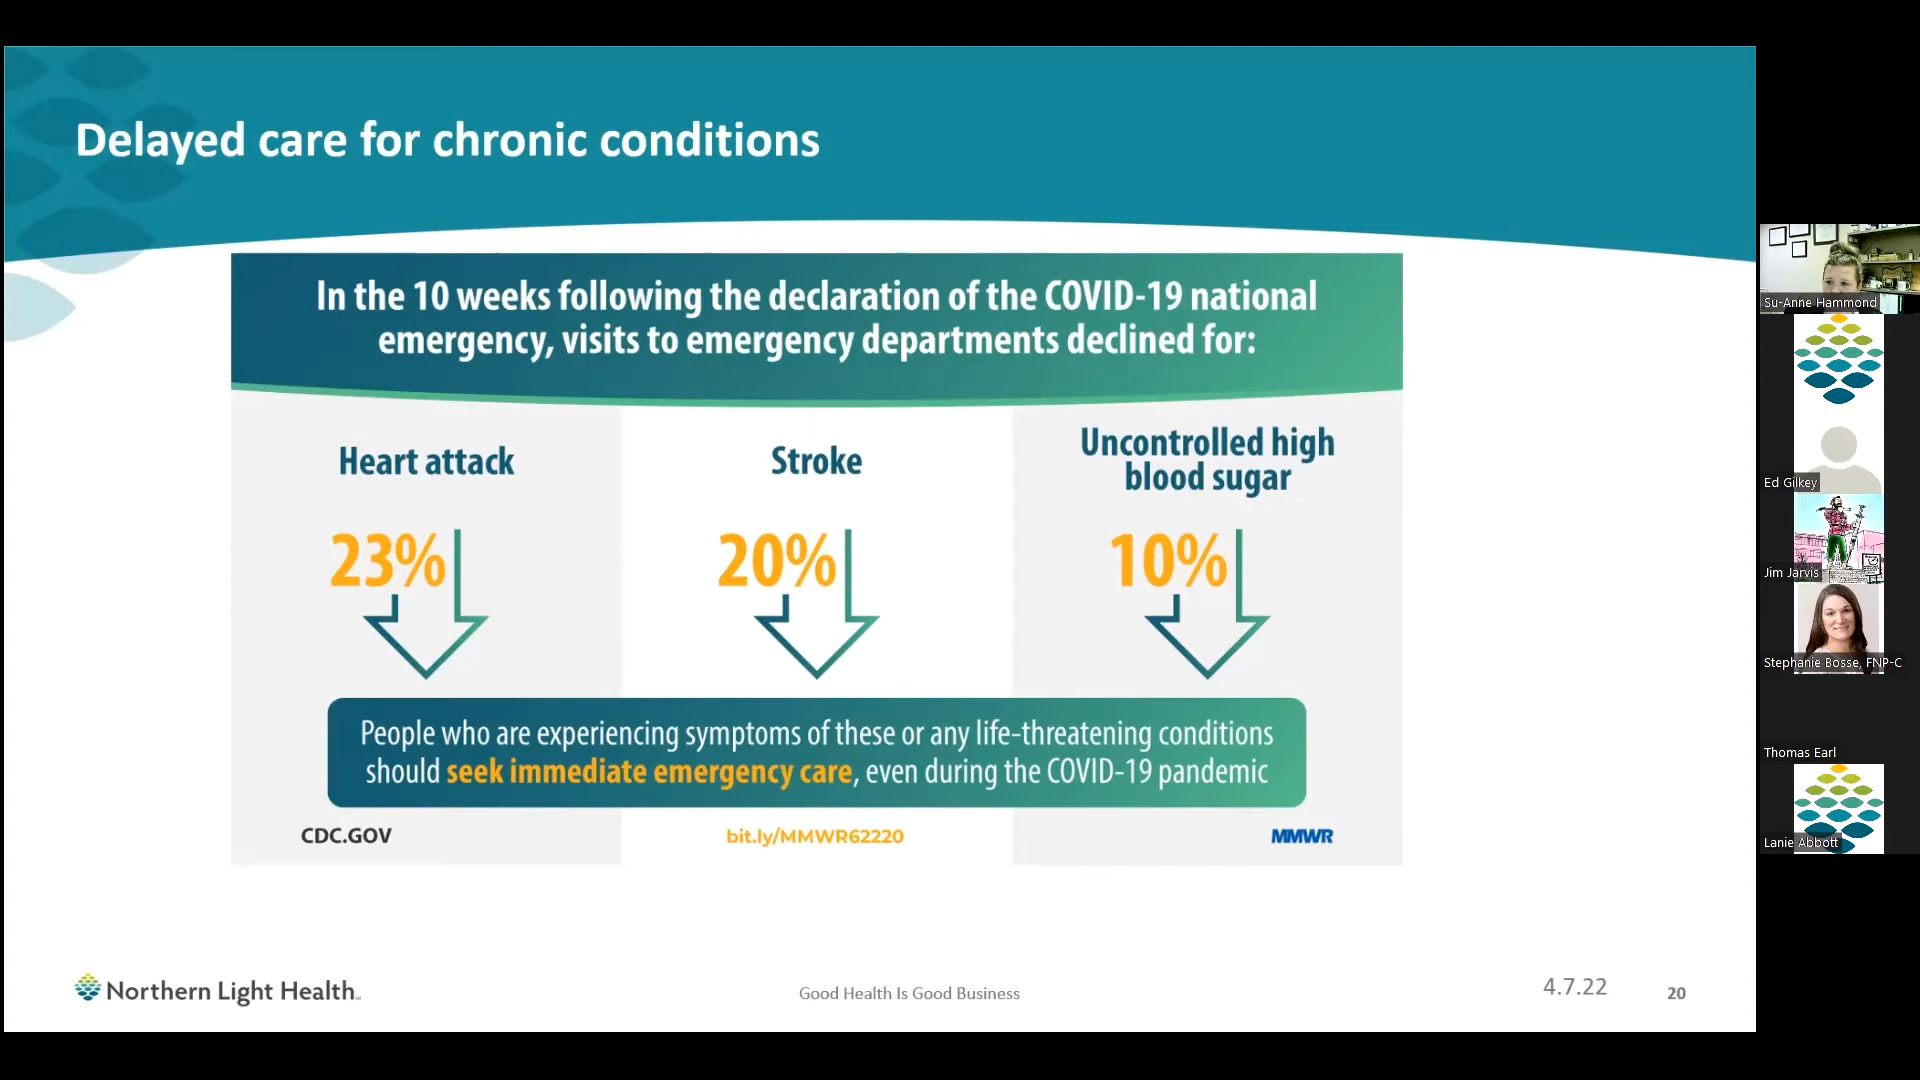 Delayed care for chronic conditions
In the 10 weeks following the declaration of the COVID-19 national
emergency, visits to emergency departments declined for:
Heart attack
23%
Stroke
20%
Uncontrolled high
blood sugar
10%
People who are experiencing symptoms of these or any life-threatening conditions
should seek immediate emergency care, even during the COVID-19 pandemic
CDC.GOV
bit.ly/MMWR62220
MMWR
Northern Light Health
Good Health Is Good Business
4.7.22
20
Su-Anne Hammond
Ed Gilkey
Jim Jarvis
Stephanie Bosse, FNP-C
Thomas Earl
Lanie Abbott